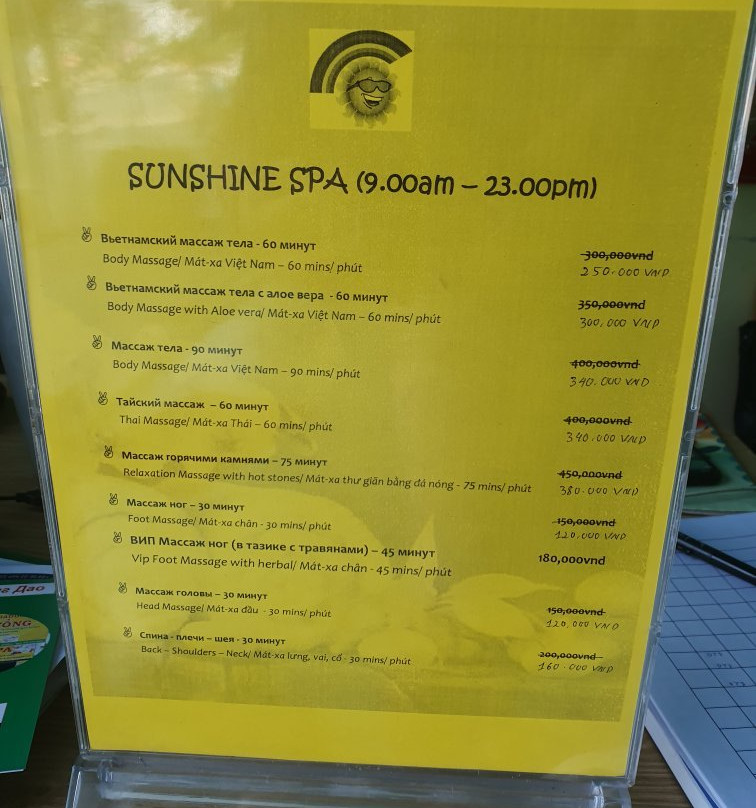 SUNSHINE SPA (9.00am – 23.00pm)
Вьетнамский массаж тела - 60 минут
300,000vnd
Body Massage/ Mát-xa Việt Nam – 60 mins/ phút
250.000 VND
Вьетнамский массаж тела с алое вера - 60 минут
350,000vnd
Body Massage with Aloe vera/ Mát-xa Việt Nam – 60 mins/ phút
300,000 VND
Массаж тела - 90 минут
400,000vnd
Body Massage/ Mát-xa Việt Nam – 90 mins/ phút
340.000 VND
Тайский массаж – 60 минут
400,000vnd
Thai Massage/ Mát-xa Thái – 60 mins/ phút
340.000 VND
Массаж горячими камнями – 75 минут
450,000vnd
Relaxation Massage with hot stones/ Mát-xa thư giãn bằng đá nóng - 75 mins/ phút
380.000 VND
Массаж ног – 30 минут
150,000vnd
Foot Massage/ Mát-xa chân - 30 mins/ phút
120,000 VND
ВИП Массаж ног (в тазике с травянами) – 45 минут
180,000vnd
Vip Foot Massage with herbal/ Mát-xa chân - 45 mins/ phút
Массаж головы – 30 минут
150,000vnd
Head Massage/ Mát-xa đầu - 30 mins/ phút
120,000 VND
Спина - плечи – шея - 30 минут
200,000vnd
Back – Shoulders – Neck/ Mát-xa lưng, vai, cổ - 30 mins/ phút
160.000 VND
Дао